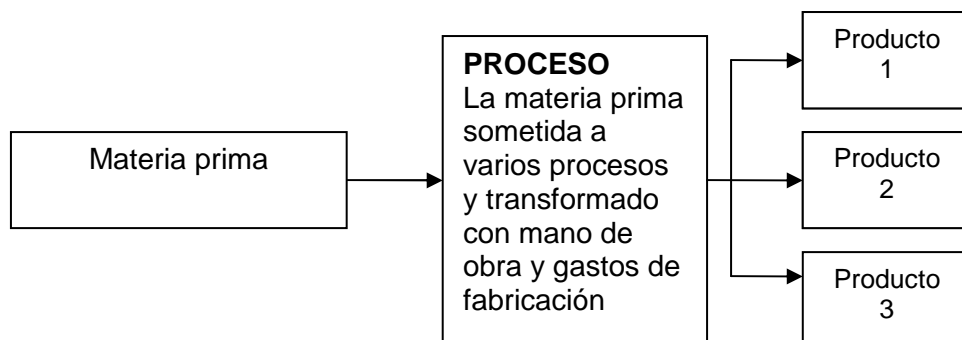 Materia prima
PROCESO
La materia prima
sometida a
varios procesos
y transformado
con mano de
obra y gastos de
fabricación
Producto
1
Producto
2
Producto
3